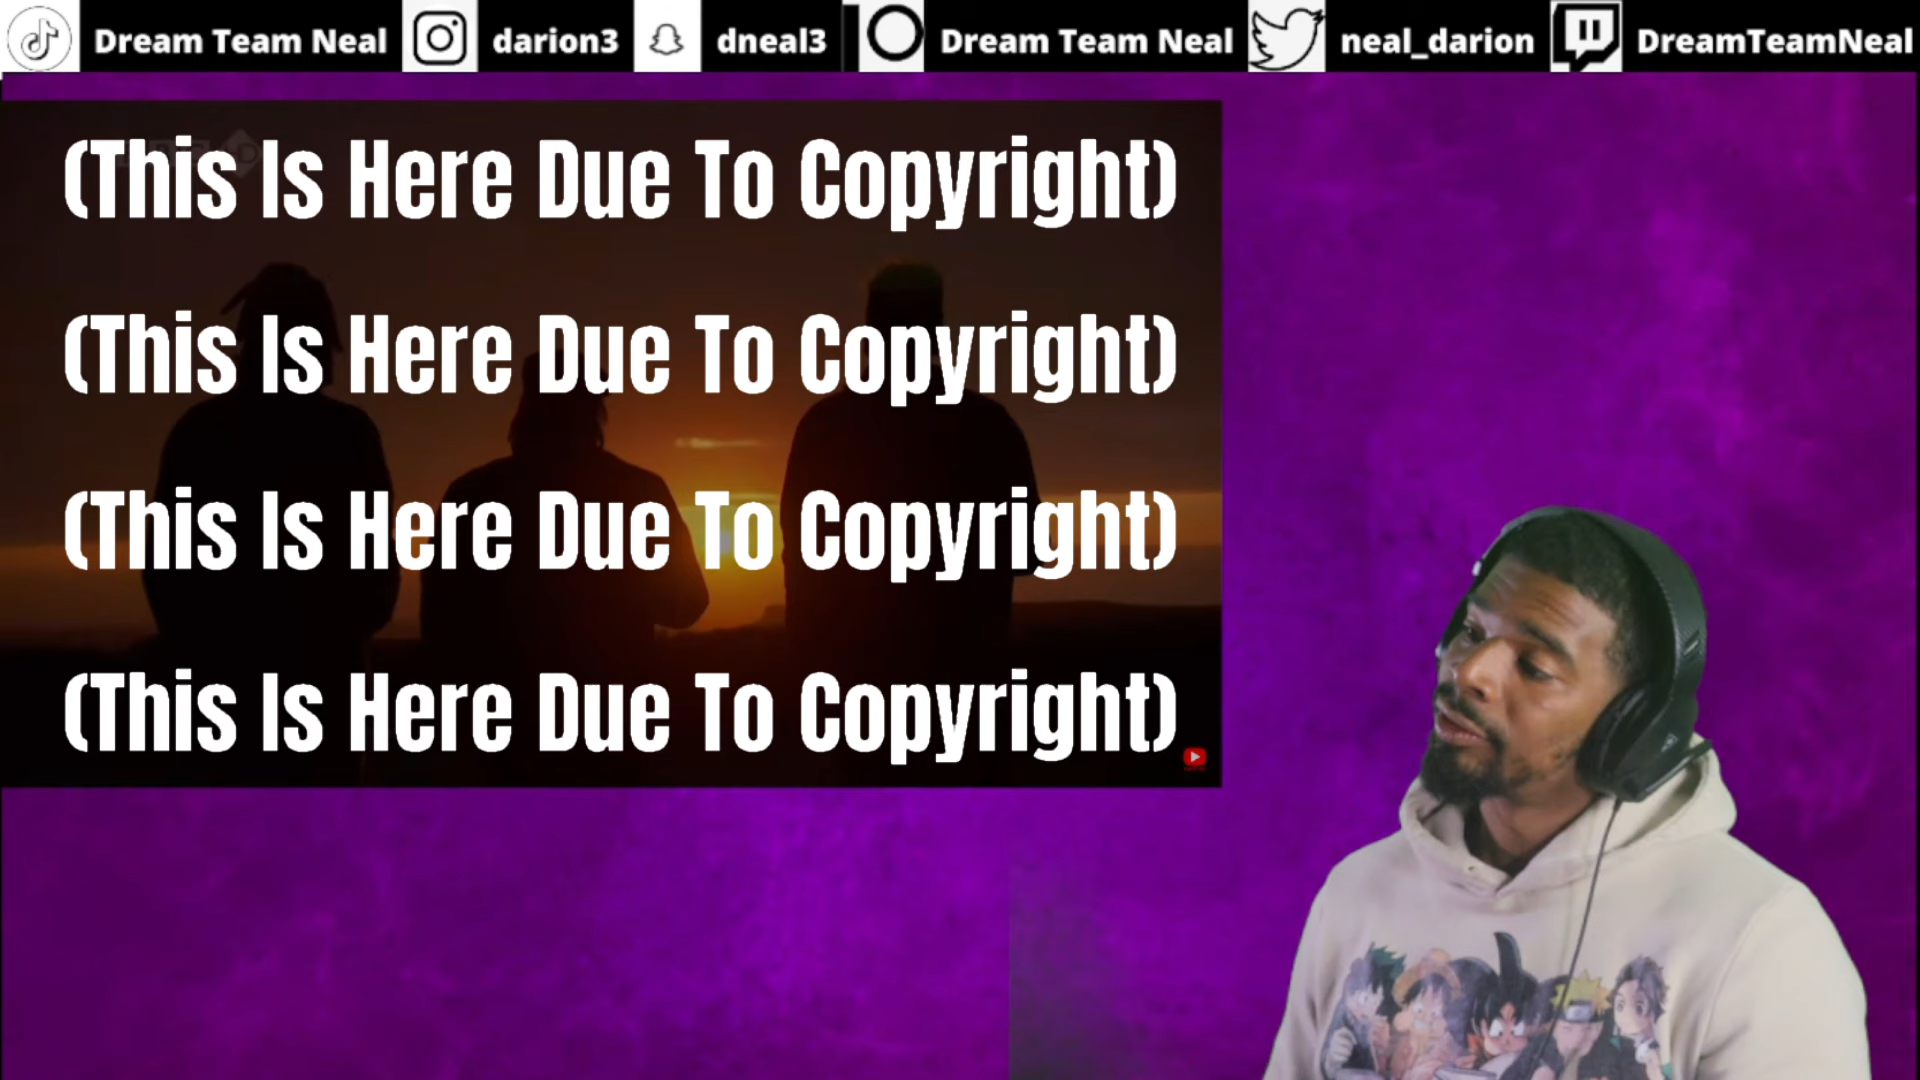 Dream Team Neal darion3 dneal3 Dream Team Neal neal_darion DreamTeamNeal
(This Is Here Due To Copyright)
(This Is Here Due To Copyright)
(This Is Here Due To Copyright)
(This Is Here Due To Copyright)